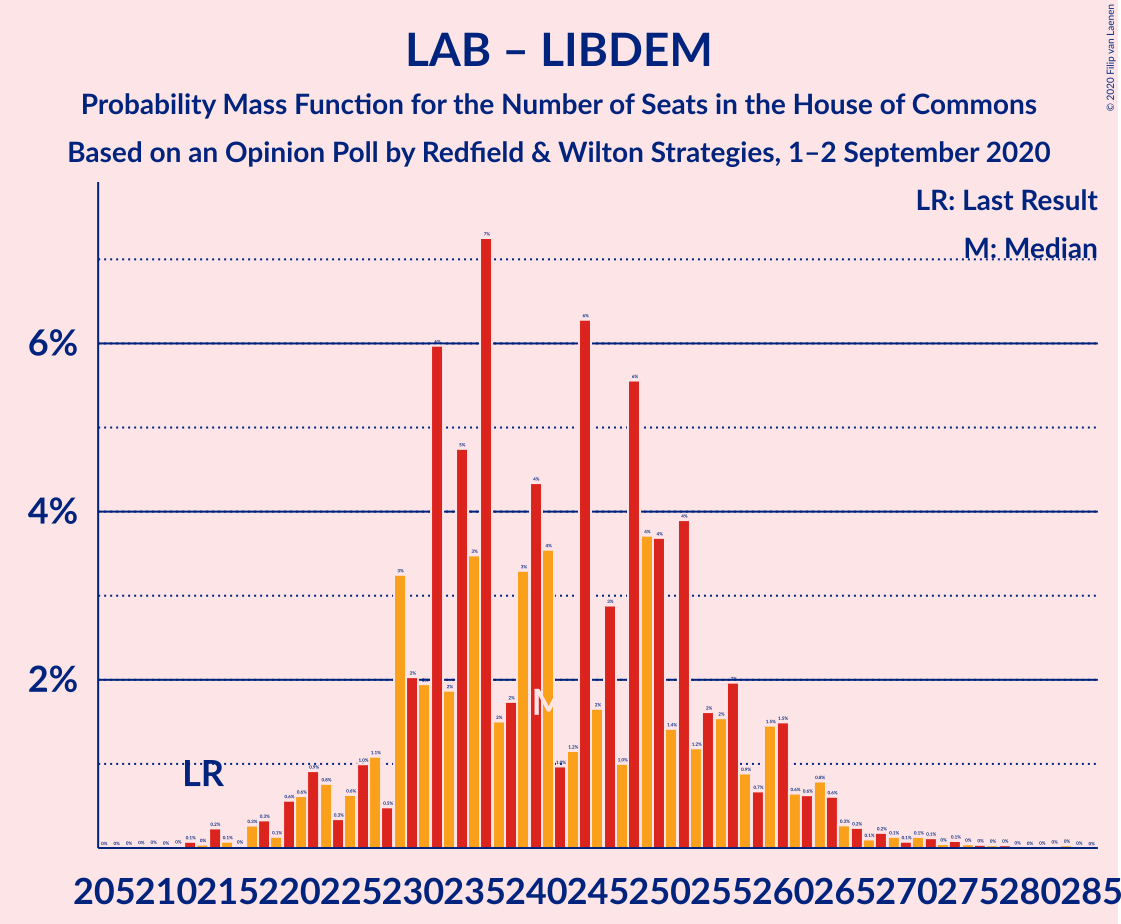 © 2020 Filip van Laenen
LAB – LIBDEM
Probability Mass Function for the Number of Seats in the House of Commons
Based on an Opinion Poll by Redfield & Wilton Strategies, 1–2 September 2020
LR: Last Result
M: Median
6%
4%
2%
LR
M
205 210 215 220 225 230 235 240 245 250 255 260 265 270 275 280 285